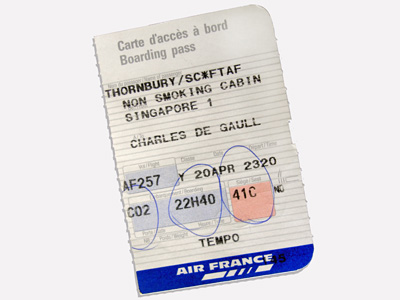 Carte d'accès à bord
Boarding pass
THORNBURY/SC*FTAF
NON SMOKING CABIN
SINGAPORE 1
CHARLES DE GAULL
AF257 Y 20APR 2320
C02 22H40 41C NO
TEMPO
AIR FRANCE